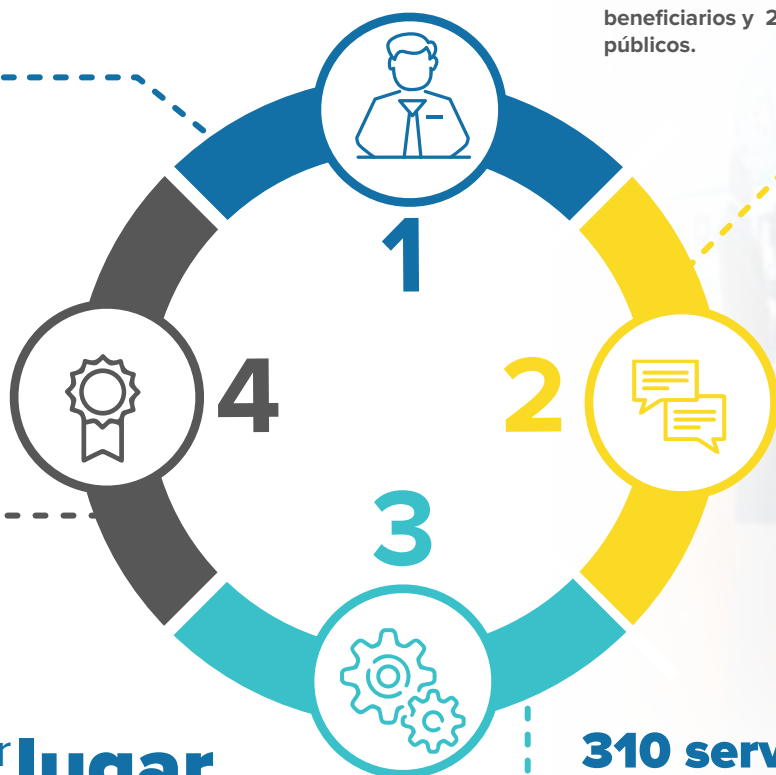 beneficiarios y 2
públicos.
1
4
2
3
r lugar
310 serv